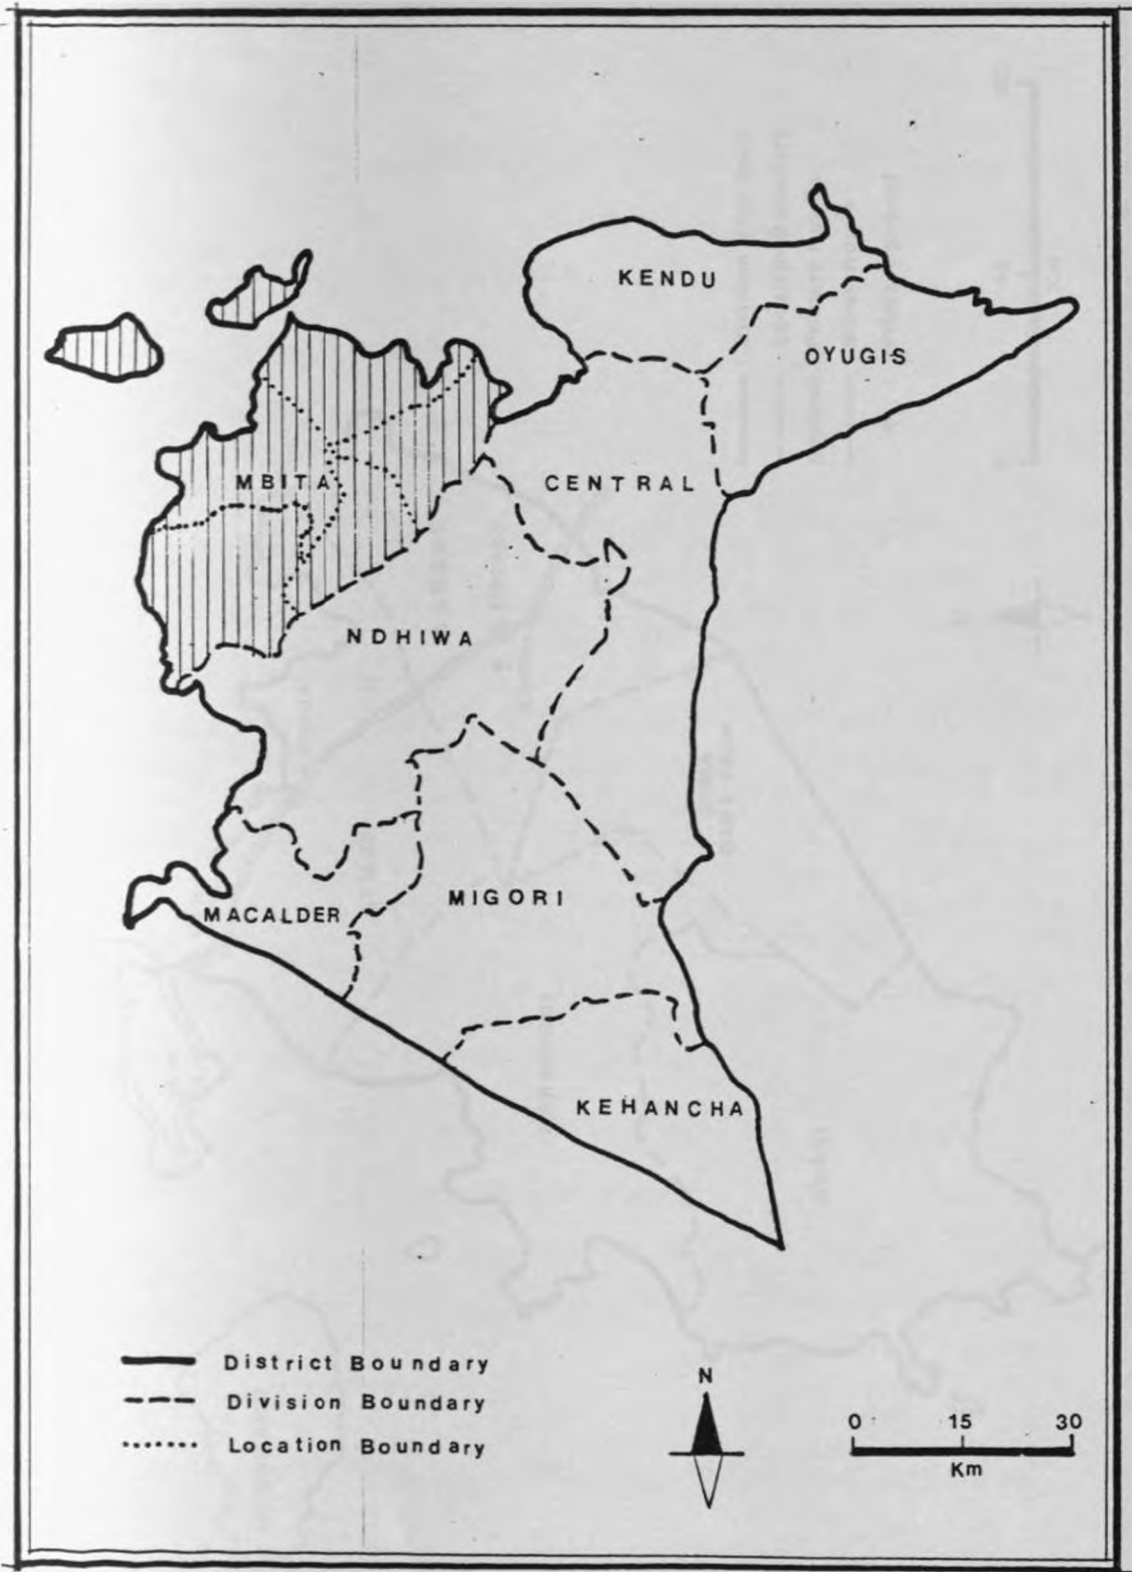 KENDU
OYUGIS
MBITA
CENTRAL
NDHIWA
MIGORI
MACALDER
KEHANCHA
District Boundary
Division Boundary
Location Boundary
N
0 15 30
Km